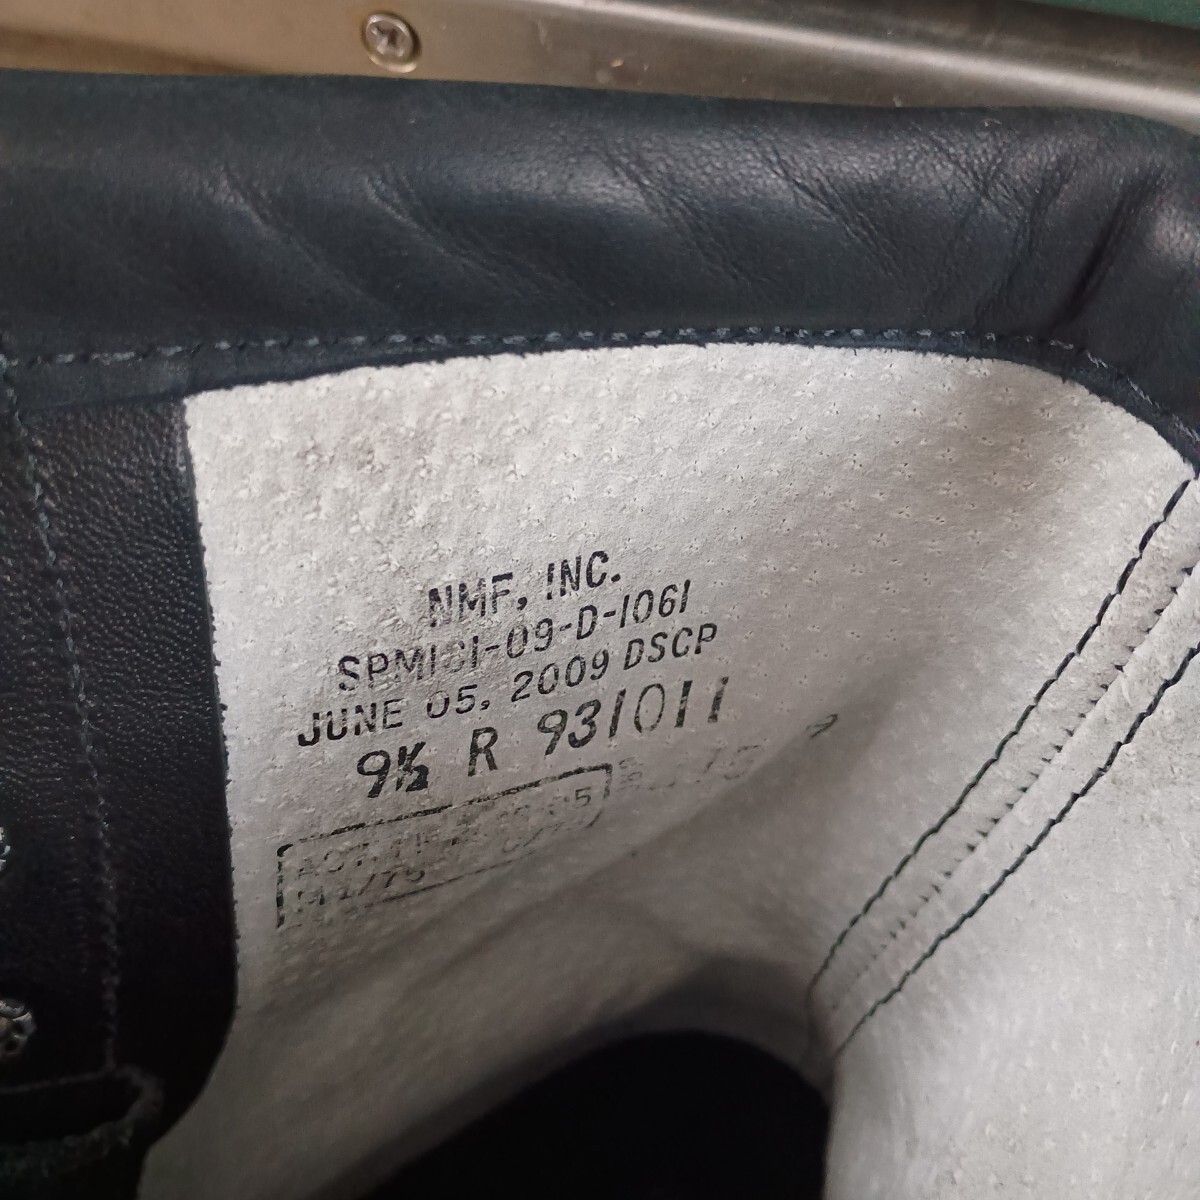 NMF, INC.
SPM1C1-09-D-1061
JUNE 05, 2009 DSCP
9½ R 931011